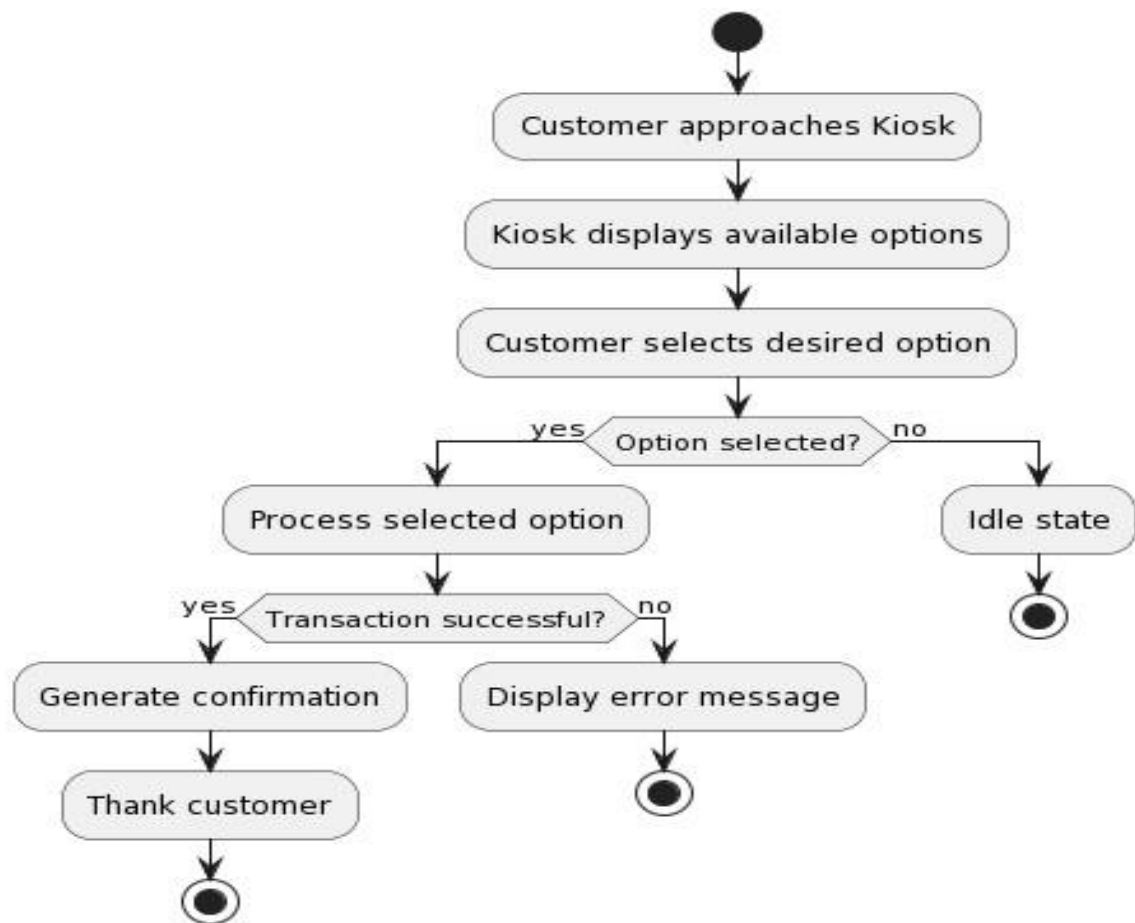 Customer approaches Kiosk
Kiosk displays available options
Customer selects desired option
yes
Option selected?
no
Process selected option
Idle state
yes
Transaction successful?
no
Generate confirmation
Display error message
Thank customer